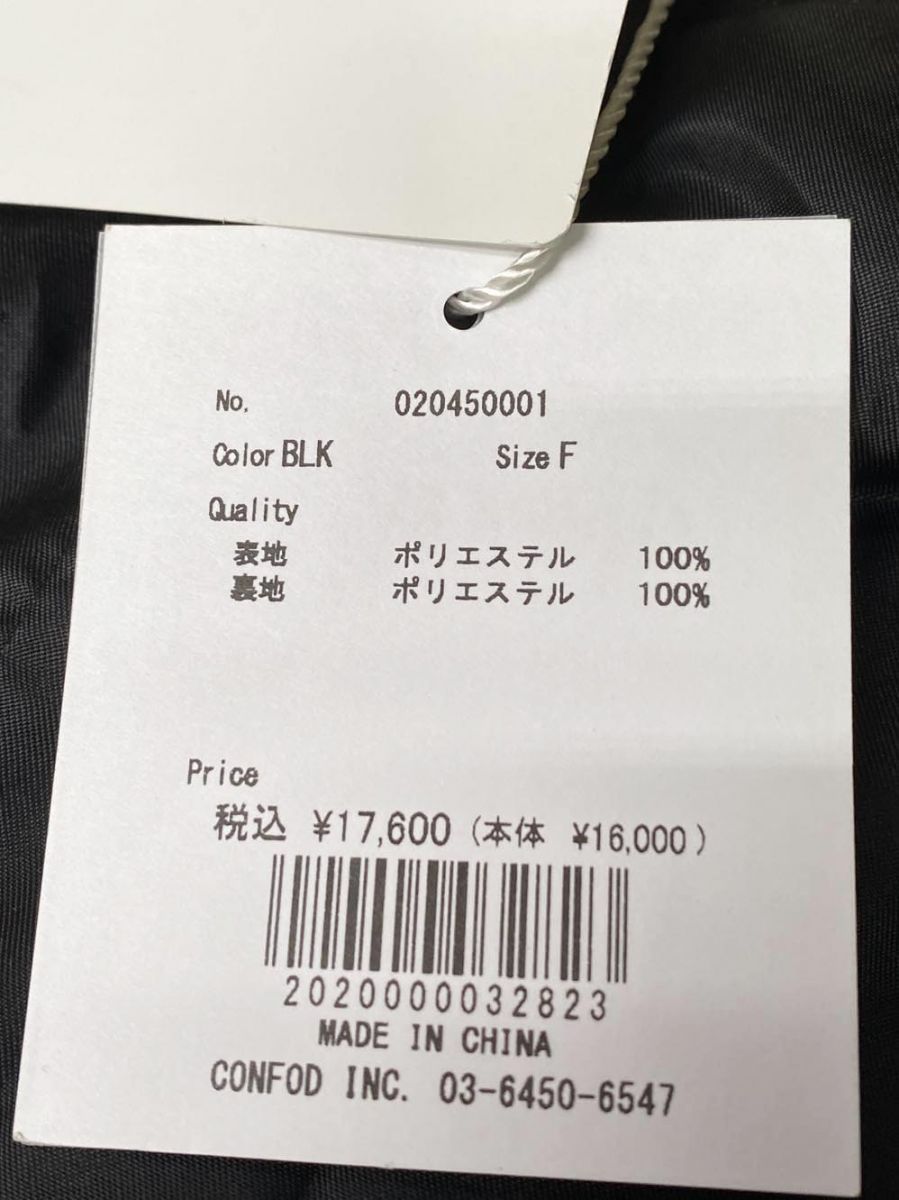 No. 020450001
Color BLK Size F
Quality
表地 ポリエステル 100%
裏地 ポリエステル 100%
Price
税込 ¥17,600 (本体 ¥16,000)
2020000032823
MADE IN CHINA
CONFOD INC. 03-6450-6547